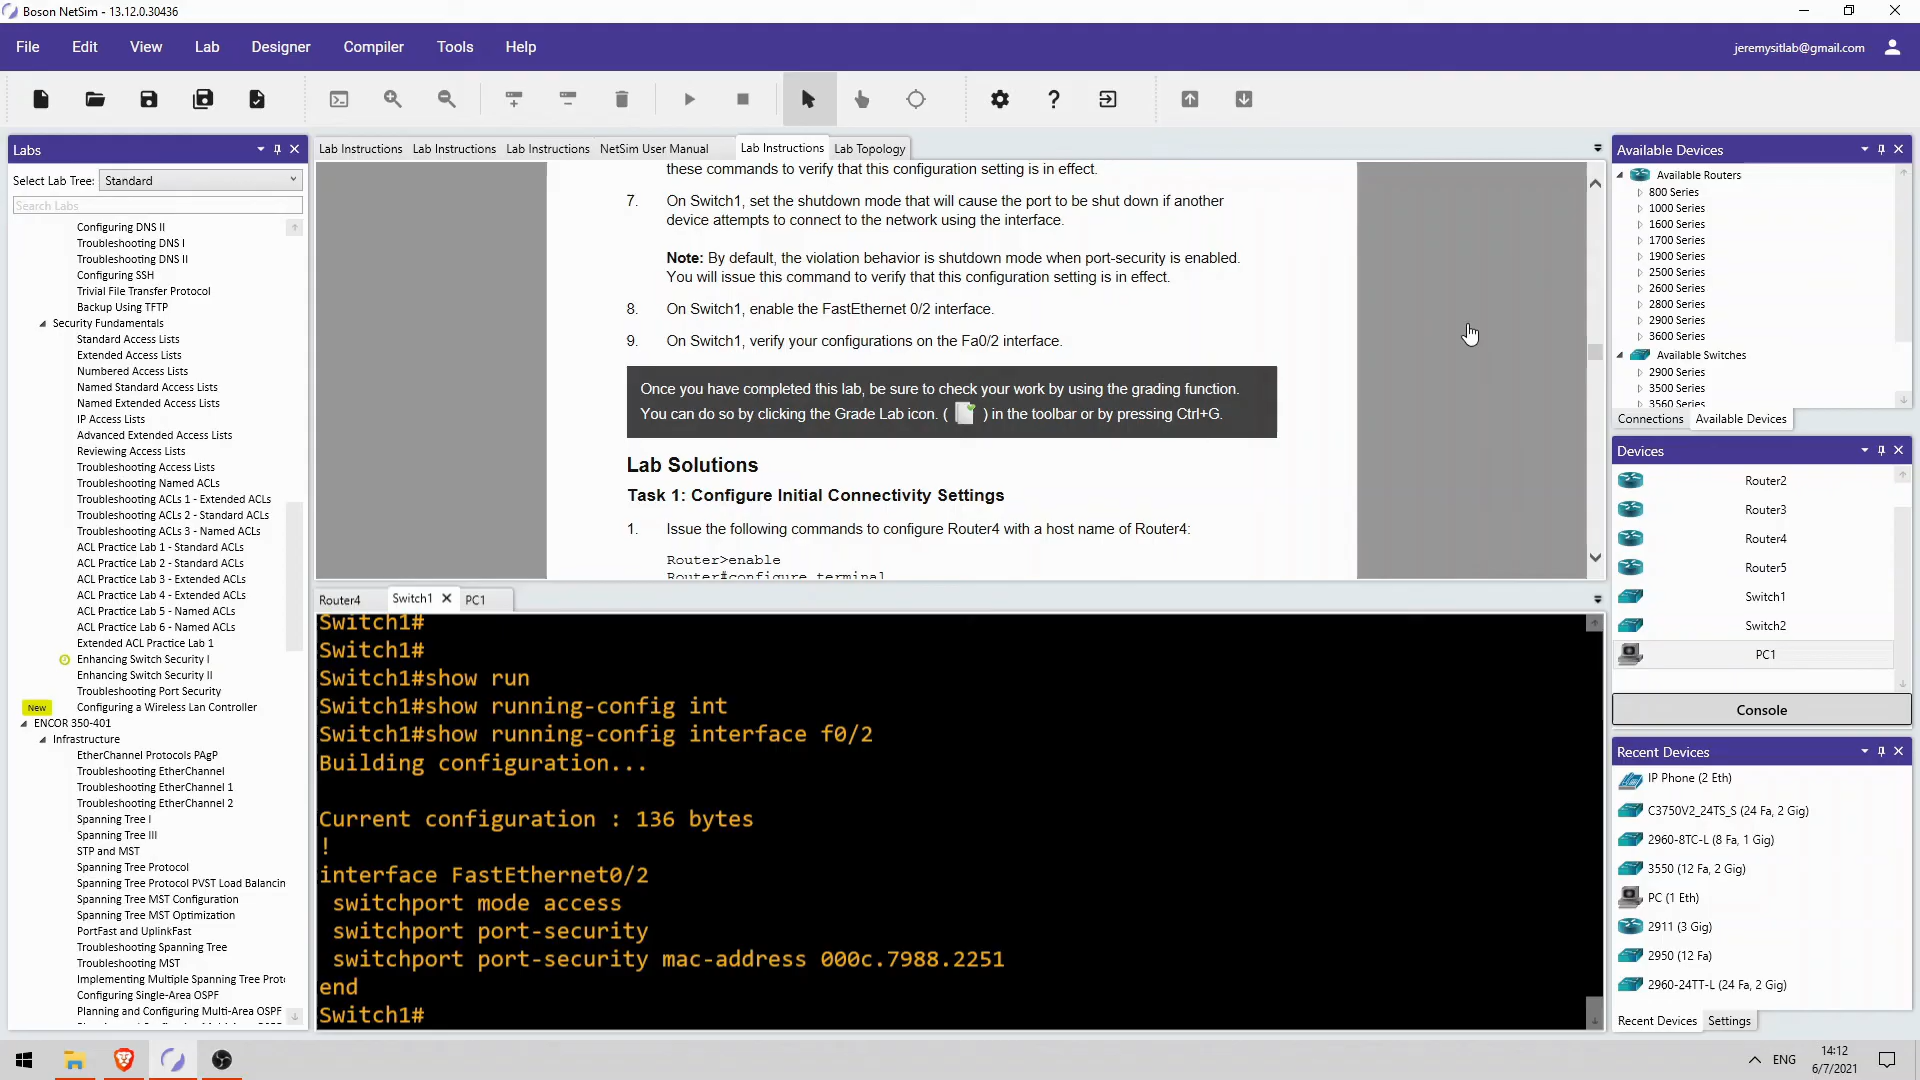 Boson NetSim - 13.12.0.30436
File Edit View Lab Designer Compiler Tools Help
jeremysitlab@gmail.com
Labs
Select Lab Tree: Standard
Search Labs
Configuring DNS II
Troubleshooting DNS I
Troubleshooting DNS II
Configuring SSH
Trivial File Transfer Protocol
Backup Using TFTP
Security Fundamentals
Standard Access Lists
Extended Access Lists
Numbered Access Lists
Named Standard Access Lists
Named Extended Access Lists
IP Access Lists
Advanced Extended Access Lists
Reviewing Access Lists
Troubleshooting Access Lists
Troubleshooting Named ACLs
Troubleshooting ACLs 1 - Extended ACLs
Troubleshooting ACLs 2 - Standard ACLs
Troubleshooting ACLs 3 - Named ACLs
ACL Practice Lab 1 - Standard ACLs
ACL Practice Lab 2 - Standard ACLs
ACL Practice Lab 3 - Extended ACLs
ACL Practice Lab 4 - Extended ACLs
ACL Practice Lab 5 - Named ACLs
ACL Practice Lab 6 - Named ACLs
Extended ACL Practice Lab 1
Enhancing Switch Security I
Enhancing Switch Security II
Troubleshooting Port Security
New Configuring a Wireless Lan Controller
ENCOR 350-401
Infrastructure
EtherChannel Protocols PAgP
Troubleshooting EtherChannel
Troubleshooting EtherChannel 1
Troubleshooting EtherChannel 2
Spanning Tree I
Spanning Tree III
STP and MST
Spanning Tree Protocol
Spanning Tree Protocol PVST Load Balancin
Spanning Tree MST Configuration
Spanning Tree MST Optimization
PortFast and UplinkFast
Troubleshooting Spanning Tree
Troubleshooting MST
Implementing Multiple Spanning Tree Proto
Configuring Single-Area OSPF
Planning and Configuring Multi-Area OSPF
Lab Instructions Lab Instructions Lab Instructions NetSim User Manual Lab Instructions Lab Topology
these commands to verify that this configuration setting is in effect.
7. On Switch1, set the shutdown mode that will cause the port to be shut down if another
device attempts to connect to the network using the interface.
Note: By default, the violation behavior is shutdown mode when port-security is enabled.
You will issue this command to verify that this configuration setting is in effect.
8. On Switch1, enable the FastEthernet 0/2 interface.
9. On Switch1, verify your configurations on the Fa0/2 interface.
Once you have completed this lab, be sure to check your work by using the grading function.
You can do so by clicking the Grade Lab icon. ( ) in the toolbar or by pressing Ctrl+G.
Lab Solutions
Task 1: Configure Initial Connectivity Settings
1. Issue the following commands to configure Router4 with a host name of Router4:
Router>enable
Router#configure terminal
Router4 Switch1 PC1
Switch1#
Switch1#
Switch1#show run
Switch1#show running-config int
Switch1#show running-config interface f0/2
Building configuration...
Current configuration : 136 bytes
!
interface FastEthernet0/2
switchport mode access
switchport port-security
switchport port-security mac-address 000c.7988.2251
end
Switch1#
Available Devices
Available Routers
800 Series
1000 Series
1600 Series
1700 Series
1900 Series
2500 Series
2600 Series
2800 Series
2900 Series
3600 Series
Available Switches
2900 Series
3500 Series
3560 Series
Connections Available Devices
Devices
Router2
Router3
Router4
Router5
Switch1
Switch2
PC1
Console
Recent Devices
IP Phone (2 Eth)
C3750V2_24TS_S (24 Fa, 2 Gig)
2960-8TC-L (8 Fa, 1 Gig)
3550 (12 Fa, 2 Gig)
PC (1 Eth)
2911 (3 Gig)
2950 (12 Fa)
2960-24TT-L (24 Fa, 2 Gig)
Recent Devices Settings
ENG
14:12
6/7/2021